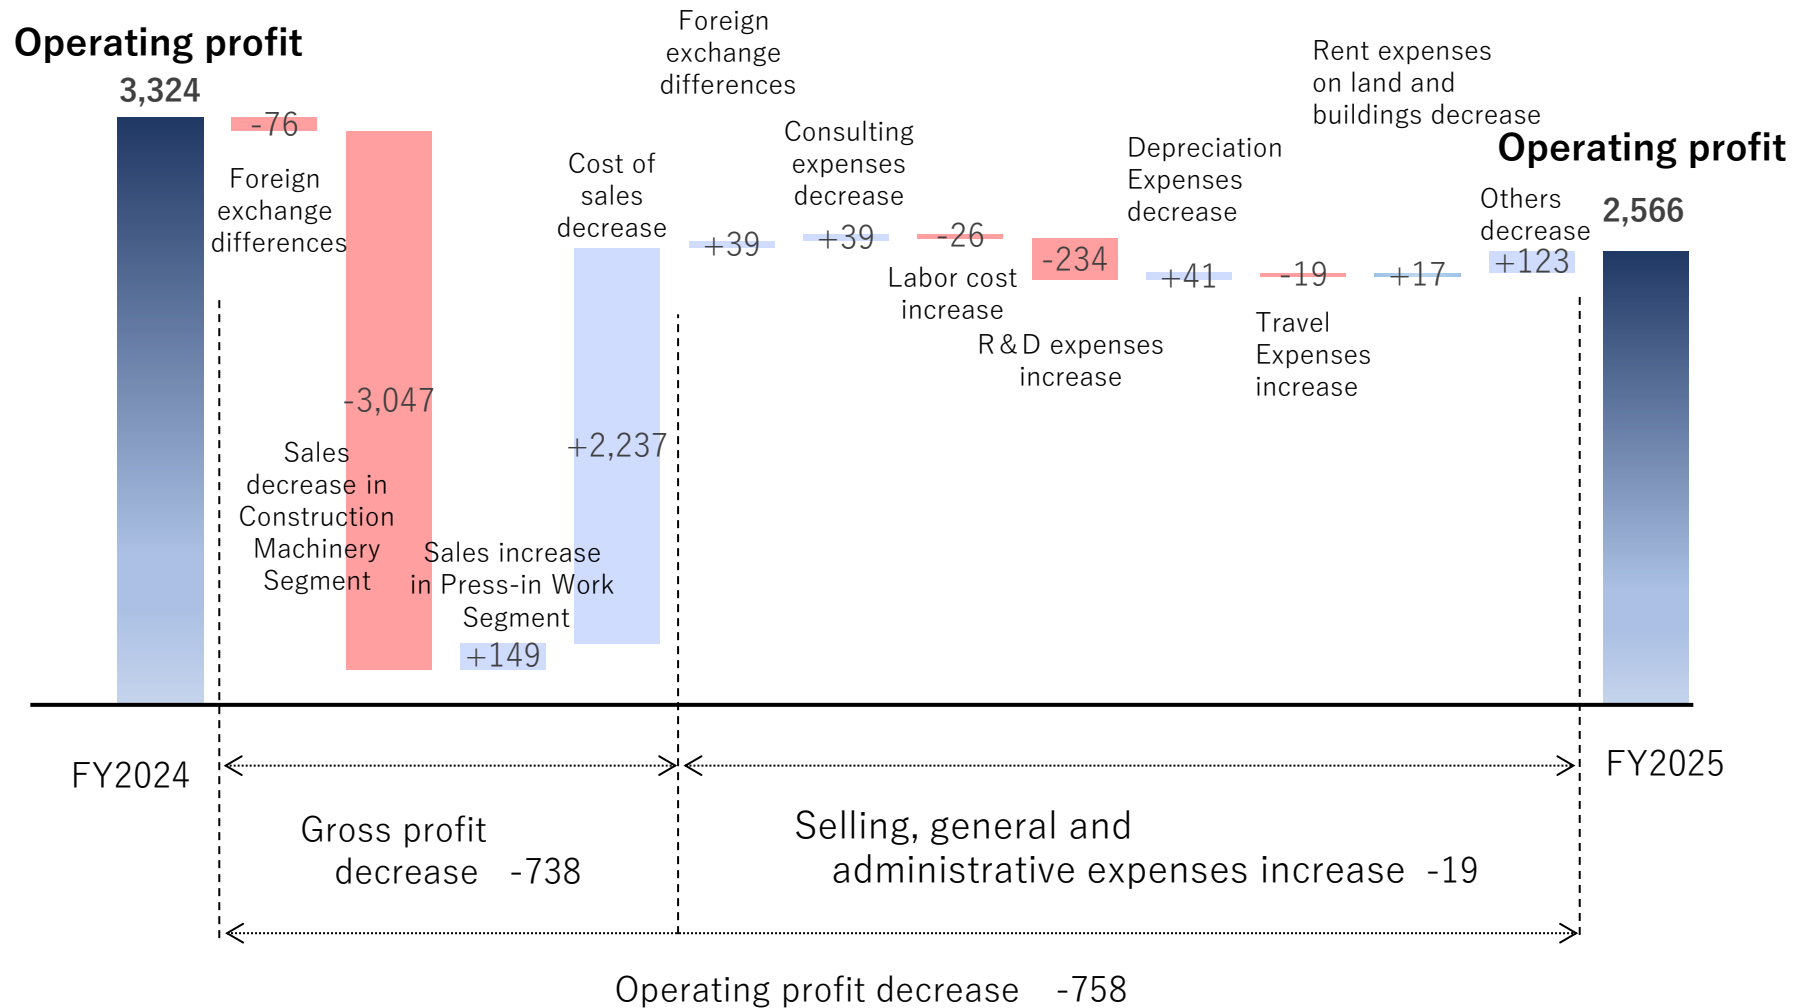 Operating profit
3,324
-76
Foreign
exchange
differences
-3,047
Sales
decrease in
Construction
Machinery
Segment
Sales increase
in Press-in Work
Segment
+149
Cost of
sales
decrease
+2,237
Foreign
exchange
differences
+39
Consulting
expenses
decrease
+39
-26
Labor cost
increase
-234
R&D expenses
increase
Depreciation
Expenses
decrease
+41
-19
Travel
Expenses
increase
Rent expenses
on land and
buildings decrease
+17
Others
decrease
+123
Operating profit
2,566
FY2024
FY2025
Gross profit
decrease -738
Selling, general and
administrative expenses increase -19
Operating profit decrease -758